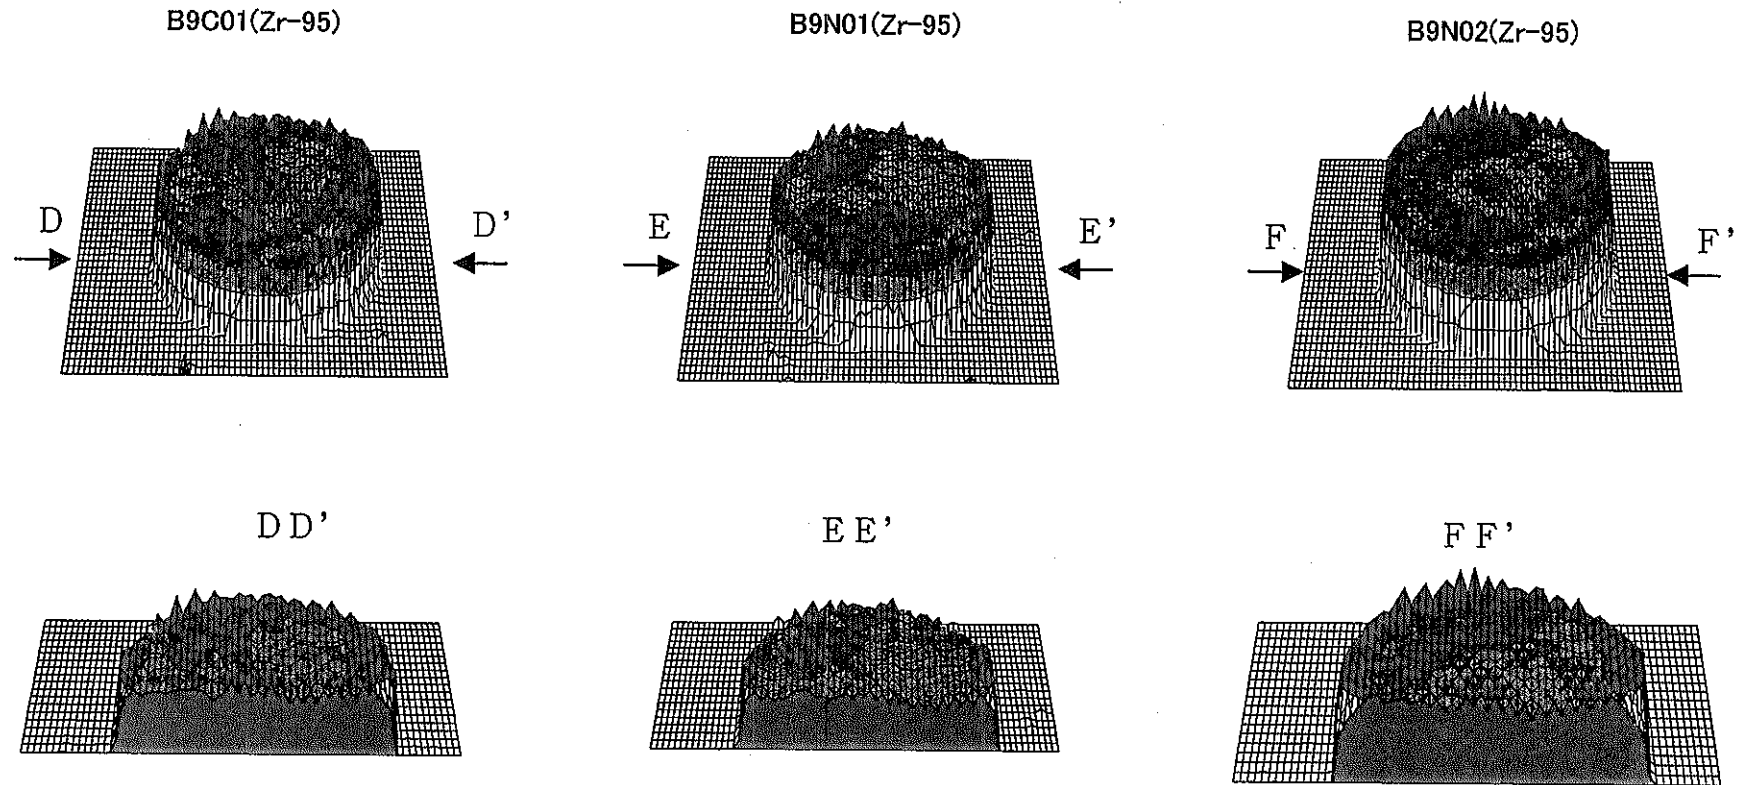 B9C01(Zr-95)
B9N01(Zr-95)
B9N02(Zr-95)
D
D'
E
E'
F
F'
DD'
EE'
FF'